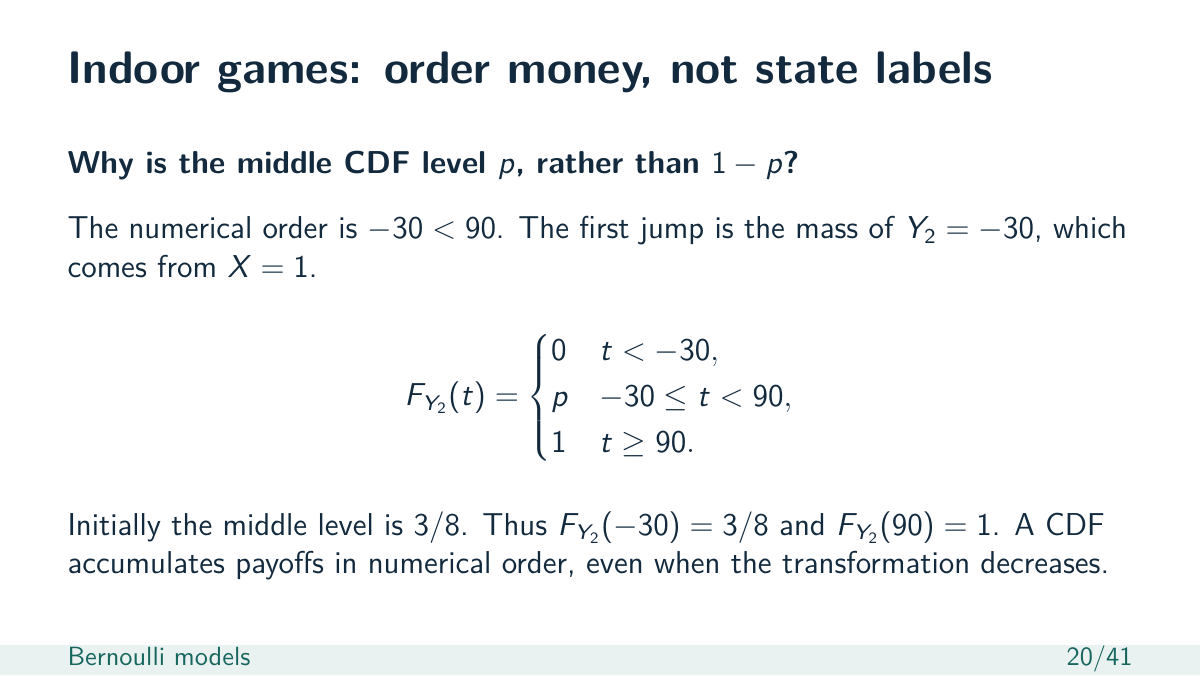 Indoor games: order money, not state labels
Why is the middle CDF level p, rather than 1 − p?
The numerical order is −30 < 90. The first jump is the mass of Y₂ = −30, which
comes from X = 1.
F_{Y₂}(t) = { 0 t < −30,
p −30 ≤ t < 90,
1 t ≥ 90.
Initially the middle level is 3/8. Thus F_{Y₂}(−30) = 3/8 and F_{Y₂}(90) = 1. A CDF
accumulates payoffs in numerical order, even when the transformation decreases.
Bernoulli models
20/41